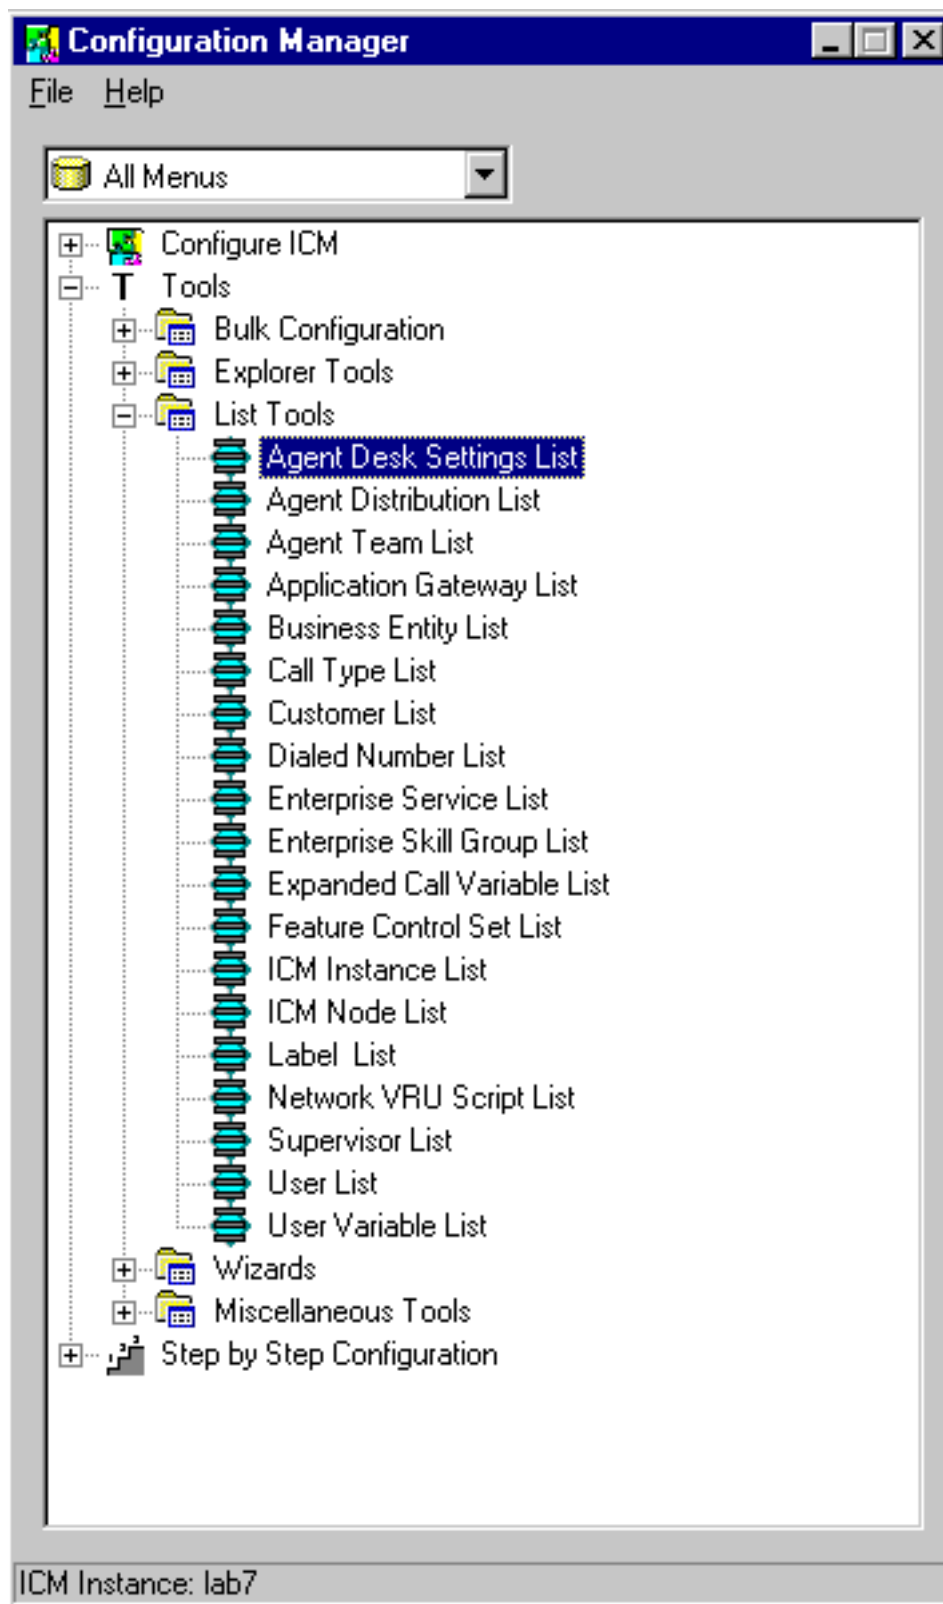 Configuration Manager
File Help
All Menus
Configure ICM
T Tools
Bulk Configuration
Explorer Tools
List Tools
Agent Desk Settings List
Agent Distribution List
Agent Team List
Application Gateway List
Business Entity List
Call Type List
Customer List
Dialed Number List
Enterprise Service List
Enterprise Skill Group List
Expanded Call Variable List
Feature Control Set List
ICM Instance List
ICM Node List
Label  List
Network VRU Script List
Supervisor List
User List
User Variable List
Wizards
Miscellaneous Tools
Step by Step Configuration
ICM Instance: lab7